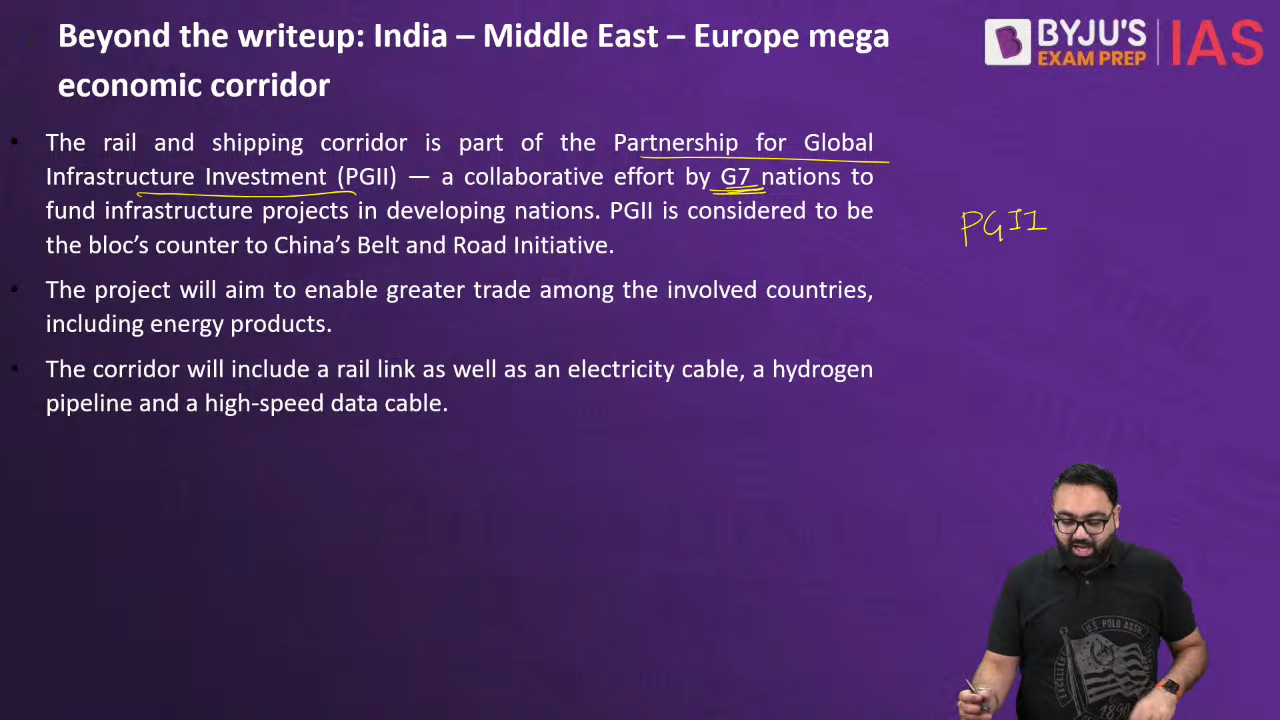 Beyond the writeup: India – Middle East – Europe mega
economic corridor
BYJU'S
EXAM PREP
IAS
• The rail and shipping corridor is part of the Partnership for Global
Infrastructure Investment (PGII) — a collaborative effort by G7 nations to
fund infrastructure projects in developing nations. PGII is considered to be
the bloc’s counter to China’s Belt and Road Initiative.
PGII
• The project will aim to enable greater trade among the involved countries,
including energy products.
• The corridor will include a rail link as well as an electricity cable, a hydrogen
pipeline and a high-speed data cable.
U.S. POLO ASSN.
1890